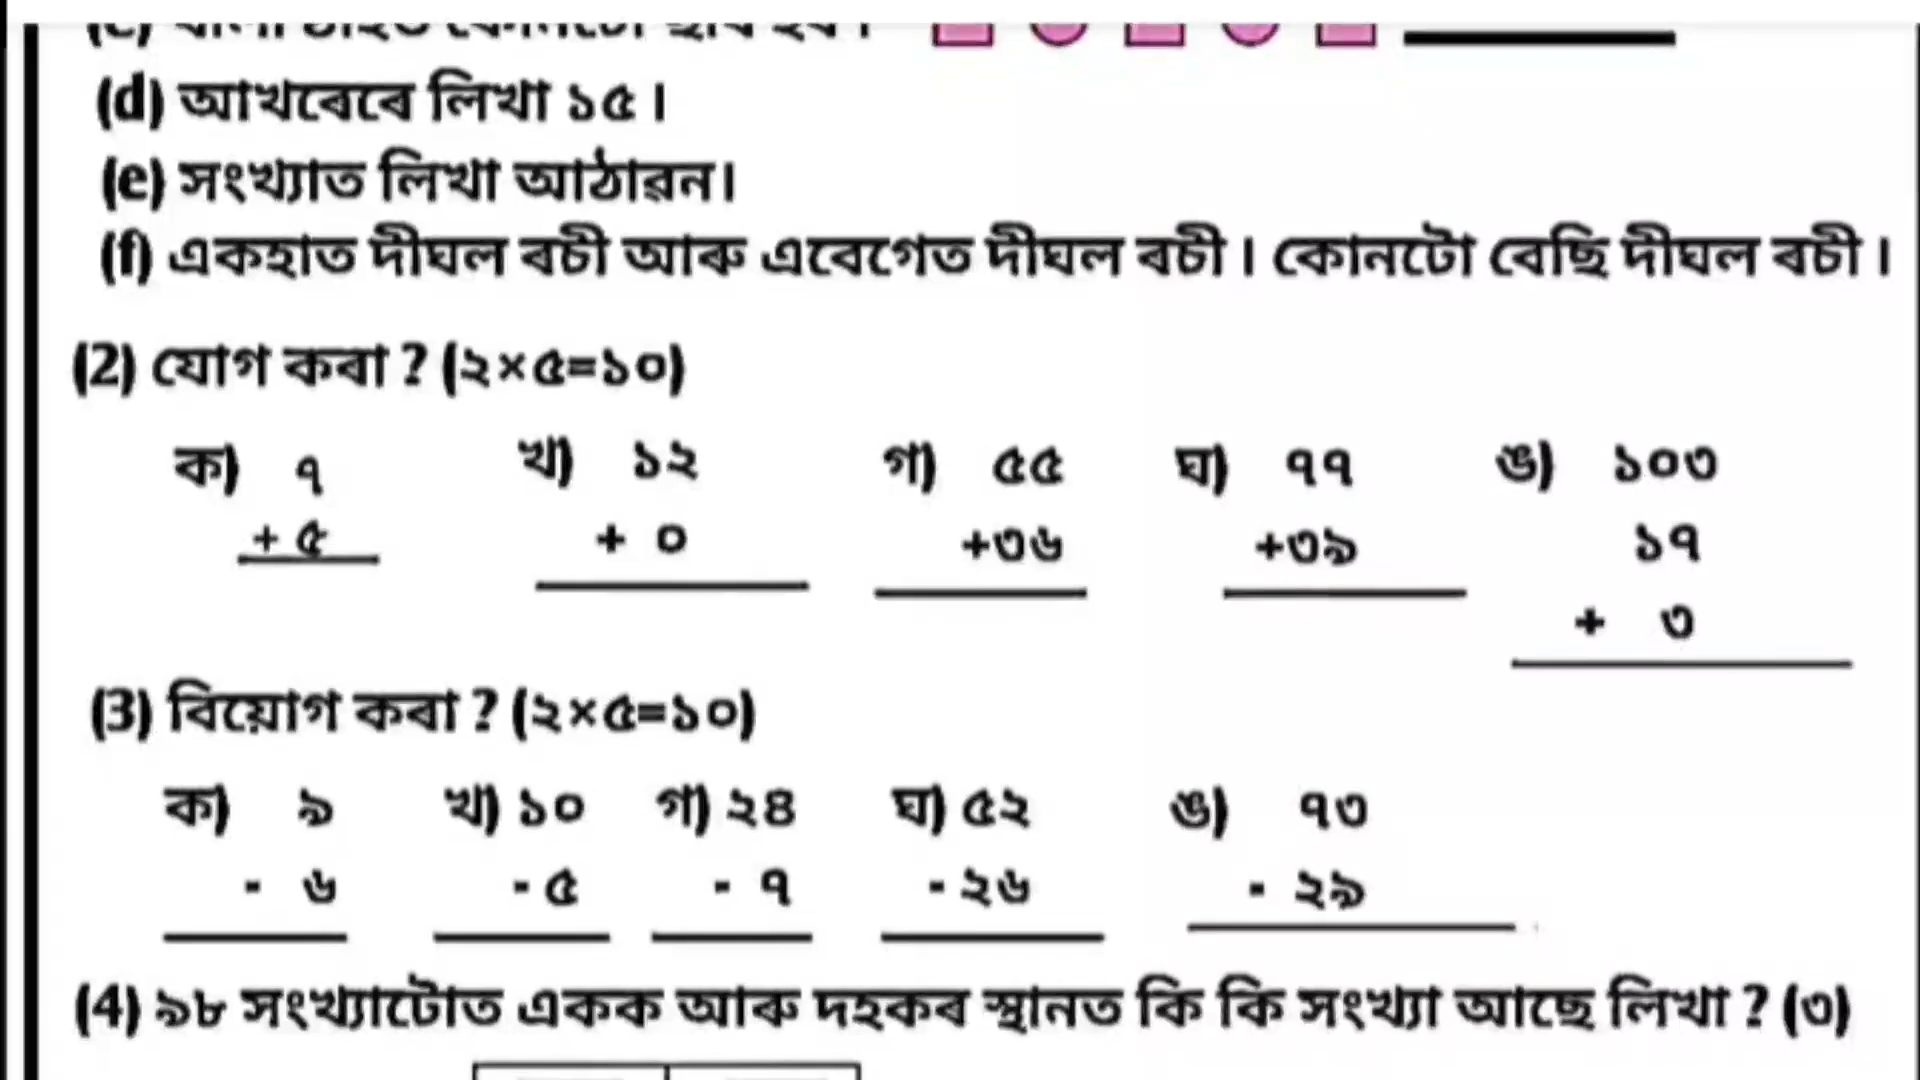 (d) আখৰেৰে লিখা ১৫।
(e) সংখ্যাত লিখা আঠাৱন।
(f) একহাত দীঘল ৰচী আৰু এবেগেত দীঘল ৰচী। কোনটো বেছি দীঘল ৰচী।
(2) যোগ কৰা ? (২×৫=১০)
ক) ৭ খ) ১২ গ) ৫৫ ঘ) ৭৭ ঙ) ১০৩
+ ৫ + ০ +৩৬ +৩৯ ১৭
+ ৩
(3) বিয়োগ কৰা ? (২×৫=১০)
ক) ৯ খ) ১০ গ) ২৪ ঘ) ৫২ ঙ) ৭৩
- ৬ - ৫ - ৭ - ২৬ - ২৯
(4) ৯৮ সংখ্যাটোত একক আৰু দহকৰ স্থানত কি কি সংখ্যা আছে লিখা ? (৩)